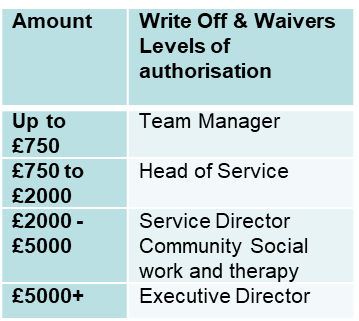 Amount
Write Off & Waivers
Levels of
authorisation
Up to
£750
Team Manager
£750 to
£2000
Head of Service
£2000 -
£5000
Service Director
Community Social
work and therapy
£5000+
Executive Director